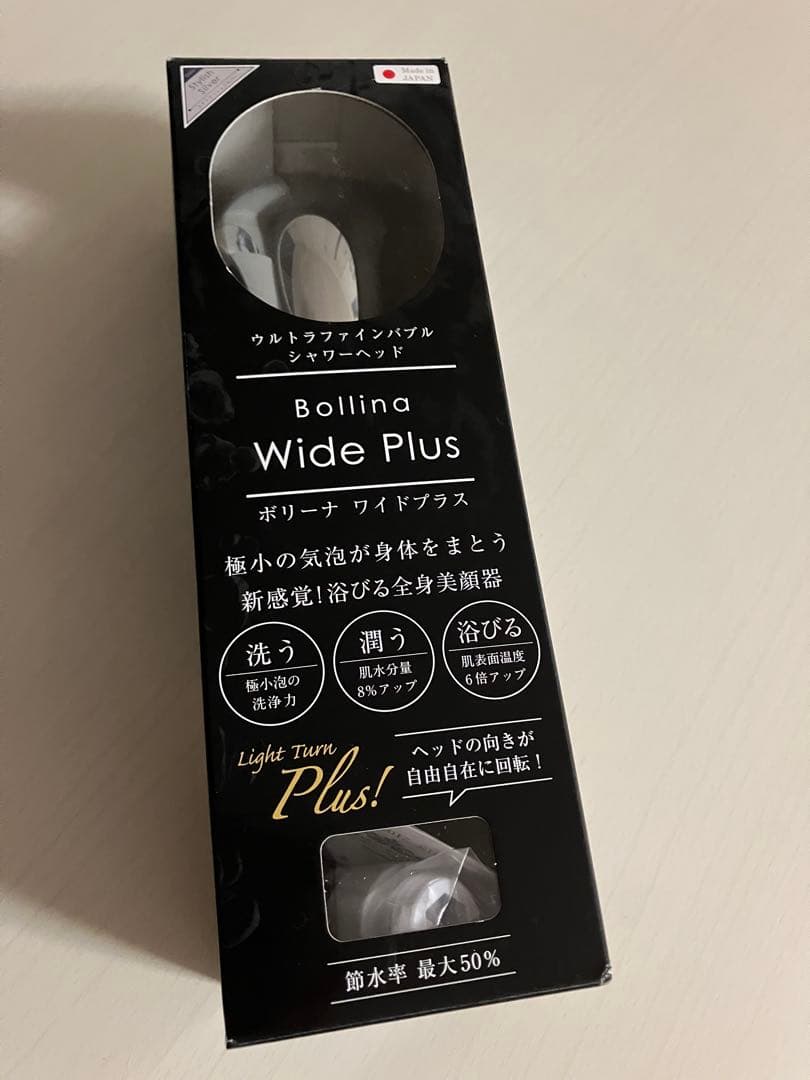 Stylish
Silver
Made in
JAPAN
ウルトラファインバブル
シャワーヘッド
Bollina
Wide Plus
ボリーナ ワイドプラス
極小の気泡が身体をまとう
新感覚！浴びる全身美顔器
洗う
極小泡の
洗浄力
潤う
肌水分量
8%アップ
浴びる
肌表面温度
6倍アップ
Light Turn
Plus!
ヘッドの向きが
自由自在に回転！
節水率 最大50%